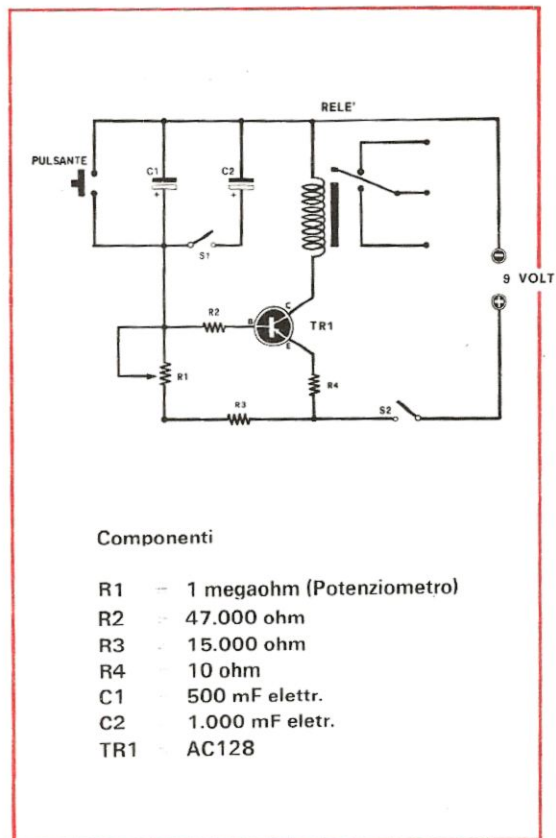 RELE'
PULSANTE
C1
C2
+
+
S1
9 VOLT
R2
B
C
TR1
E
R1
R4
R3
S2
Componenti
R1 - 1 megaohm (Potenziometro)
R2 - 47.000 ohm
R3 - 15.000 ohm
R4 - 10 ohm
C1 - 500 mF elettr.
C2 - 1.000 mF eletr.
TR1 - AC128